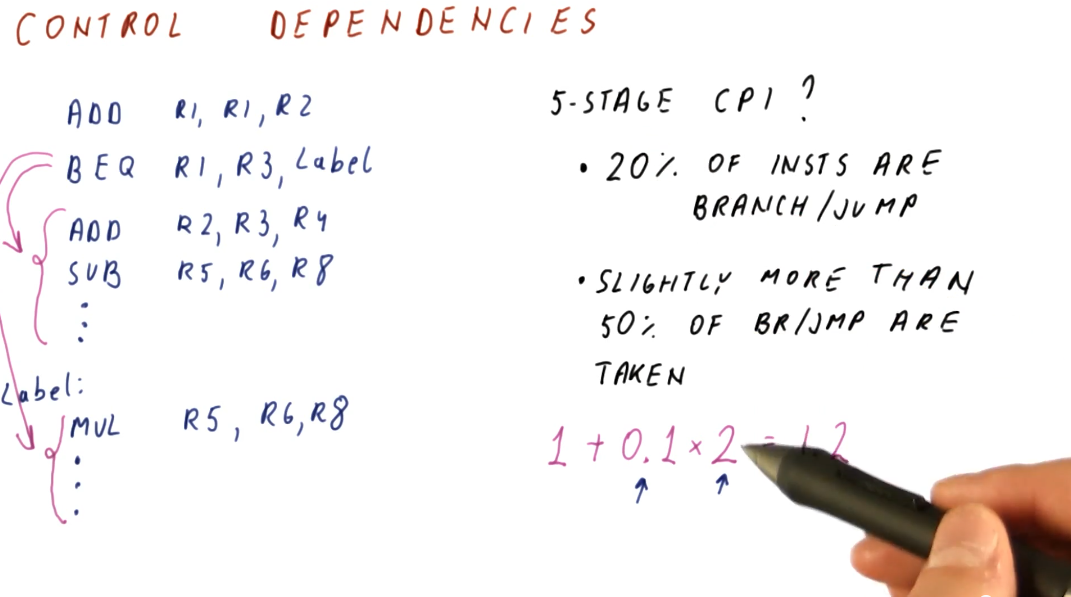 CONTROL DEPENDENCIES
ADD R1, R1, R2
BEQ R1, R3, Label
ADD R2, R3, R4
SUB R5, R6, R8
Label:
MUL R5, R6, R8
5-STAGE CPI?
• 20% OF INSTS ARE
BRANCH/JUMP
• SLIGHTLY MORE THAN
50% OF BR/JMP ARE
TAKEN
1 + 0.1 × 2 = 1.2